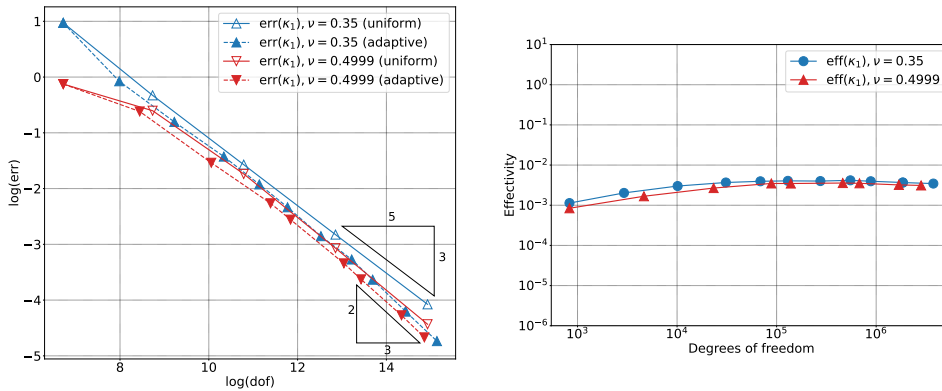 err(κ₁), ν = 0.35 (uniform)
err(κ₁), ν = 0.35 (adaptive)
err(κ₁), ν = 0.4999 (uniform)
err(κ₁), ν = 0.4999 (adaptive)
1
0
−1
−2
−3
−4
−5
log(err)
5
3
2
3
8
10
12
14
log(dof)
eff(κ₁), ν = 0.35
eff(κ₁), ν = 0.4999
10¹
10⁰
10⁻¹
10⁻²
10⁻³
10⁻⁴
10⁻⁵
10⁻⁶
Effectivity
10³
10⁴
10⁵
10⁶
Degrees of freedom